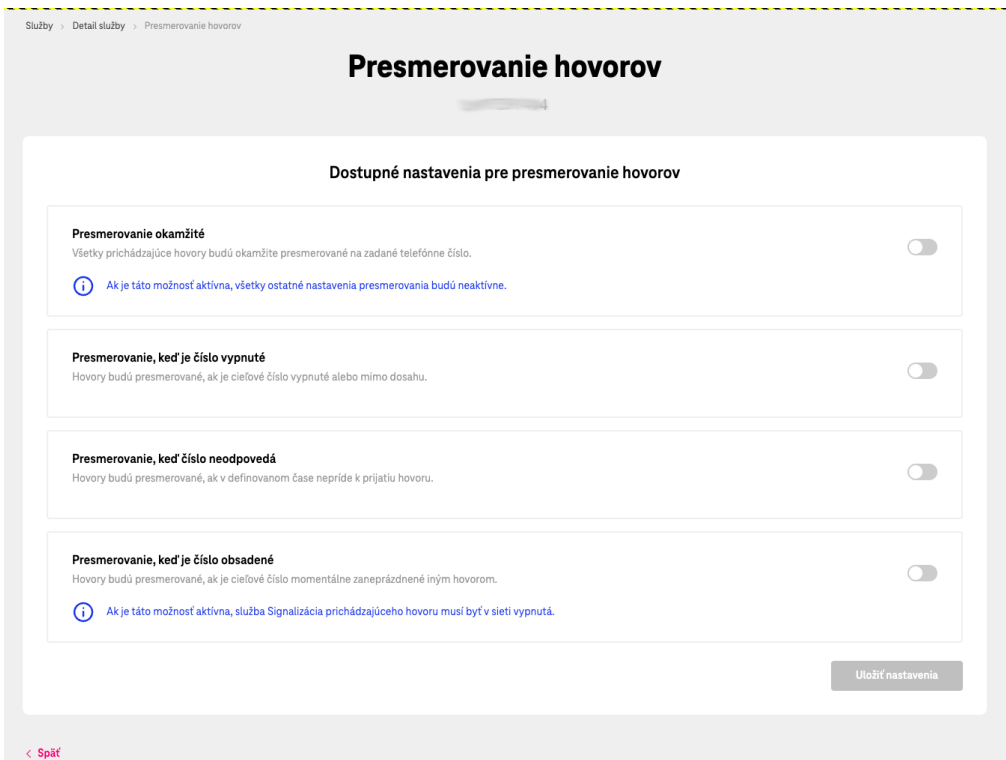 Služby > Detail služby > Presmerovanie hovorov
Presmerovanie hovorov
4
Dostupné nastavenia pre presmerovanie hovorov
Presmerovanie okamžité
Všetky prichádzajúce hovory budú okamžite presmerované na zadané telefónne číslo.
Ak je táto možnosť aktívna, všetky ostatné nastavenia presmerovania budú neaktívne.
Presmerovanie, keď je číslo vypnuté
Hovory budú presmerované, ak je cieľové číslo vypnuté alebo mimo dosahu.
Presmerovanie, keď číslo neodpovedá
Hovory budú presmerované, ak v definovanom čase nepríde k prijatiu hovoru.
Presmerovanie, keď je číslo obsadené
Hovory budú presmerované, ak je cieľové číslo momentálne zaneprázdnené iným hovorom.
Ak je táto možnosť aktívna, služba Signalizácia prichádzajúceho hovoru musí byť v sieti vypnutá.
Uložiť nastavenia
< Späť